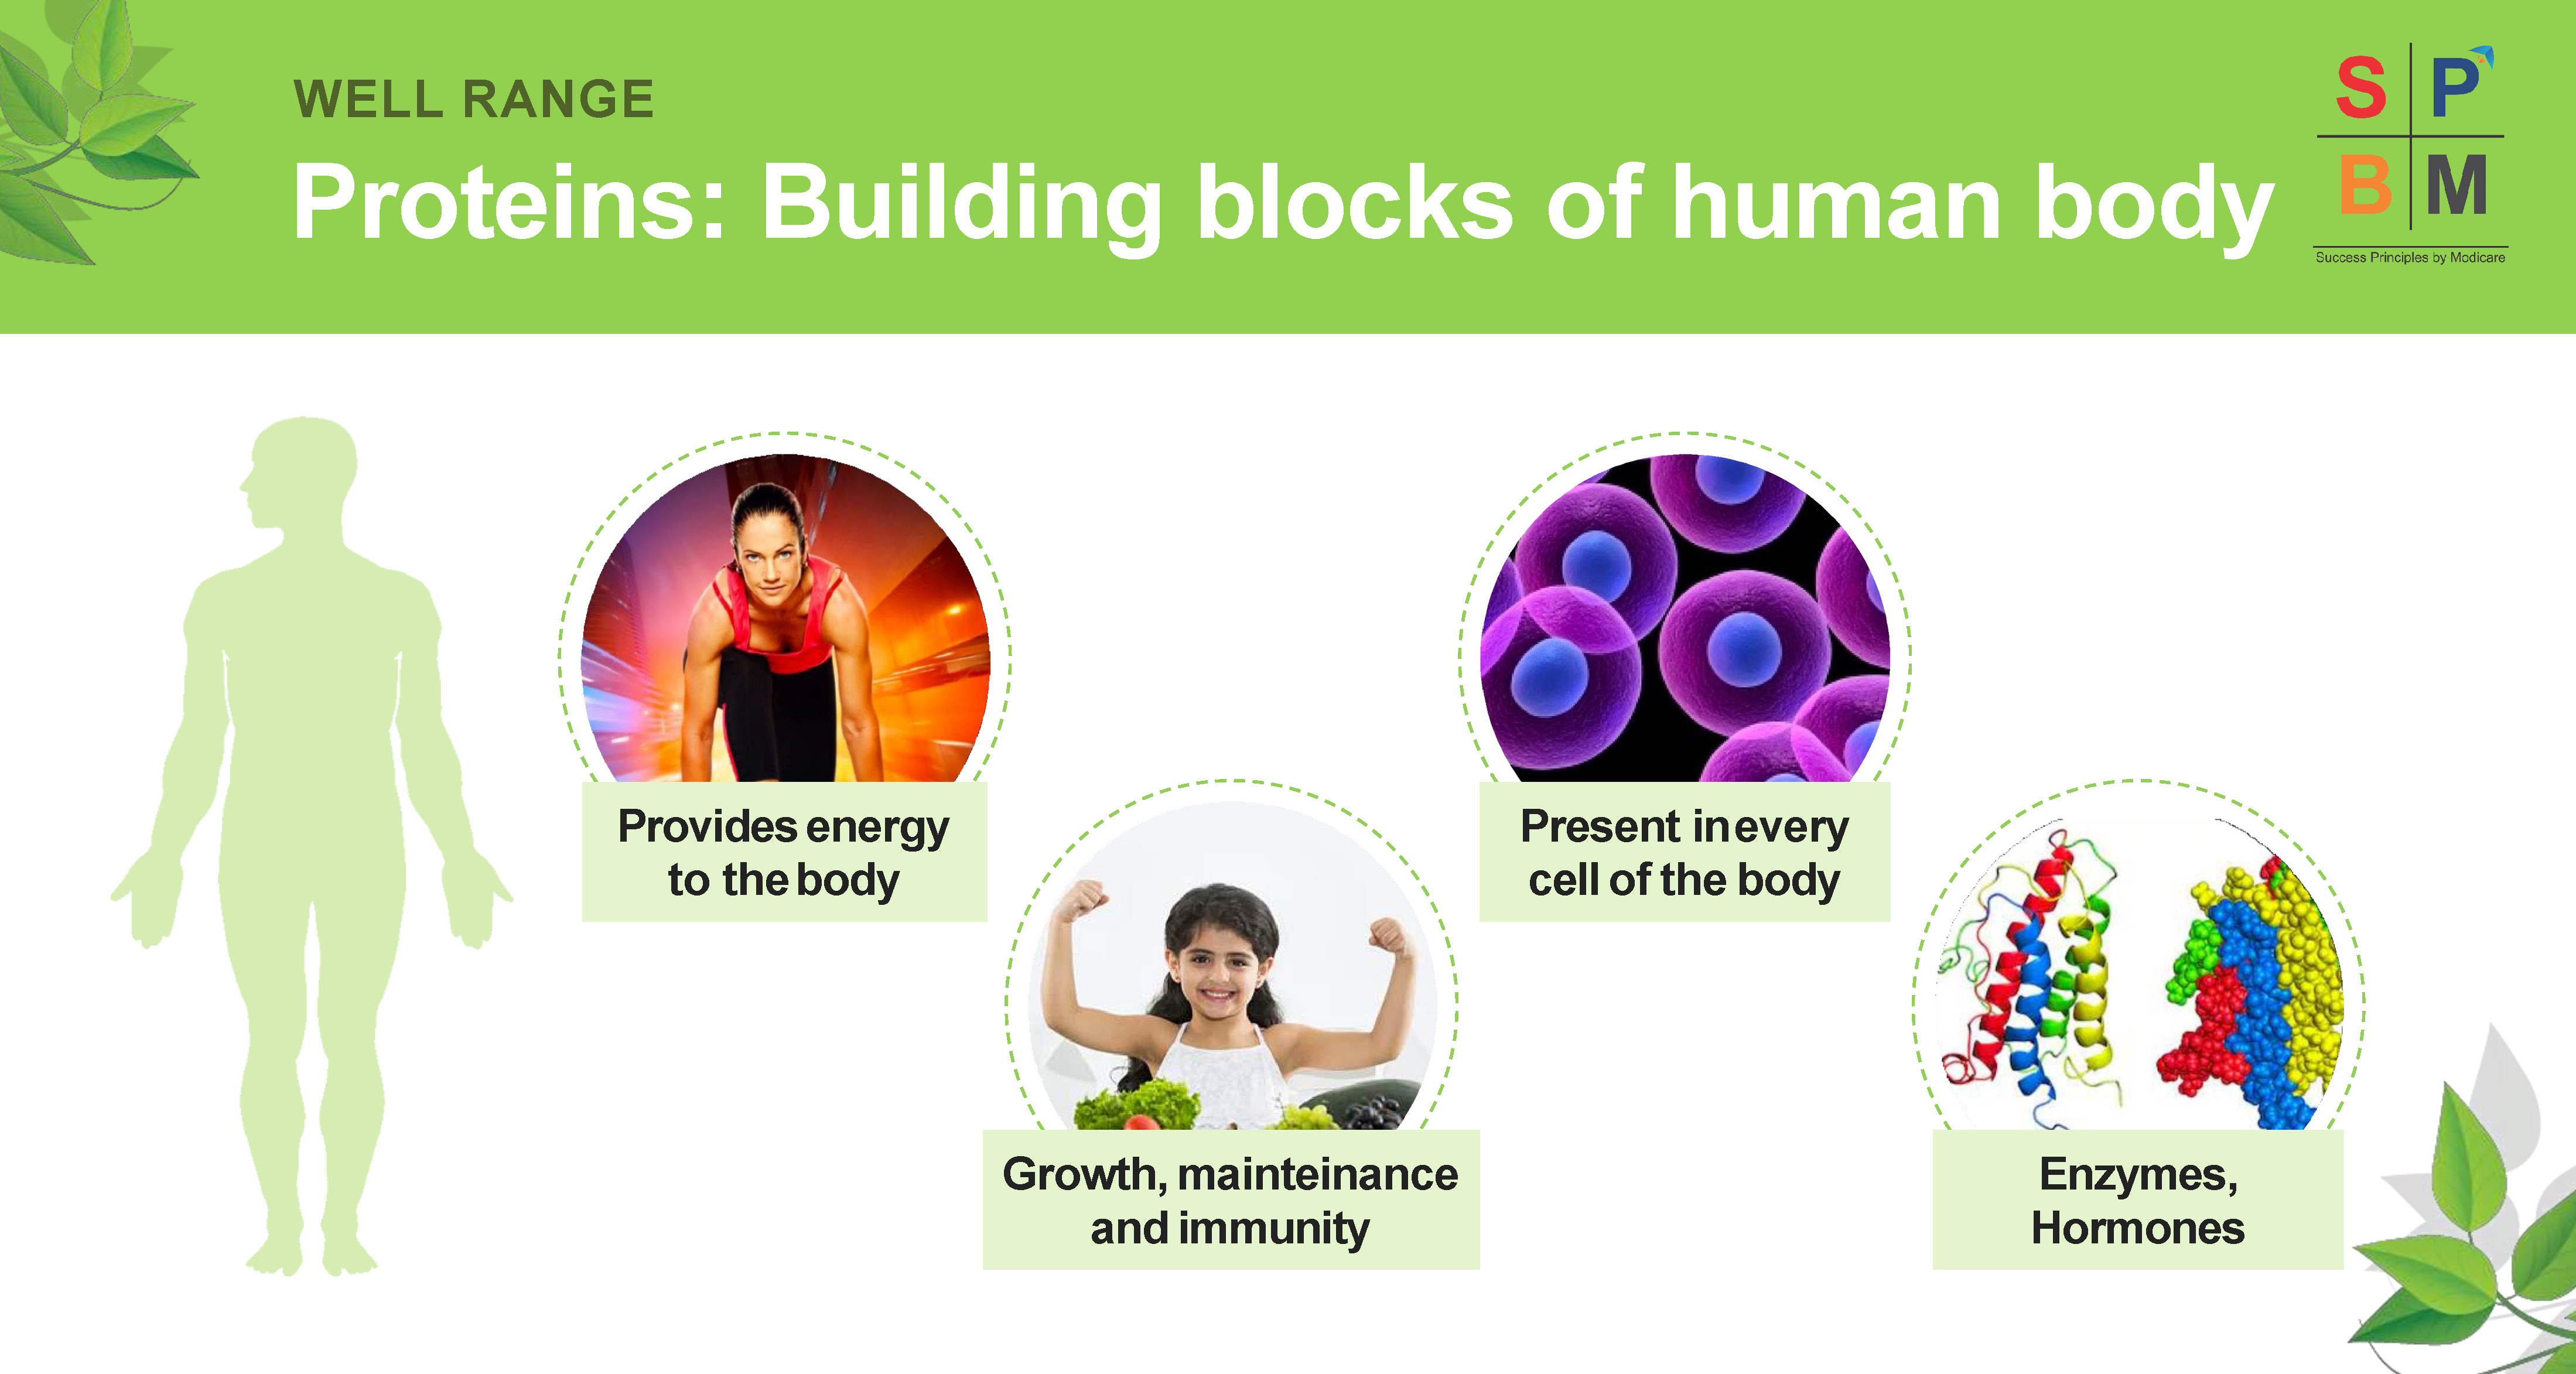 WELL RANGE
Proteins: Building blocks of human body
S P
B M
Success Principles by Modicare
Provides energy
to the body
Present in every
cell of the body
Growth, mainteinance
and immunity
Enzymes,
Hormones